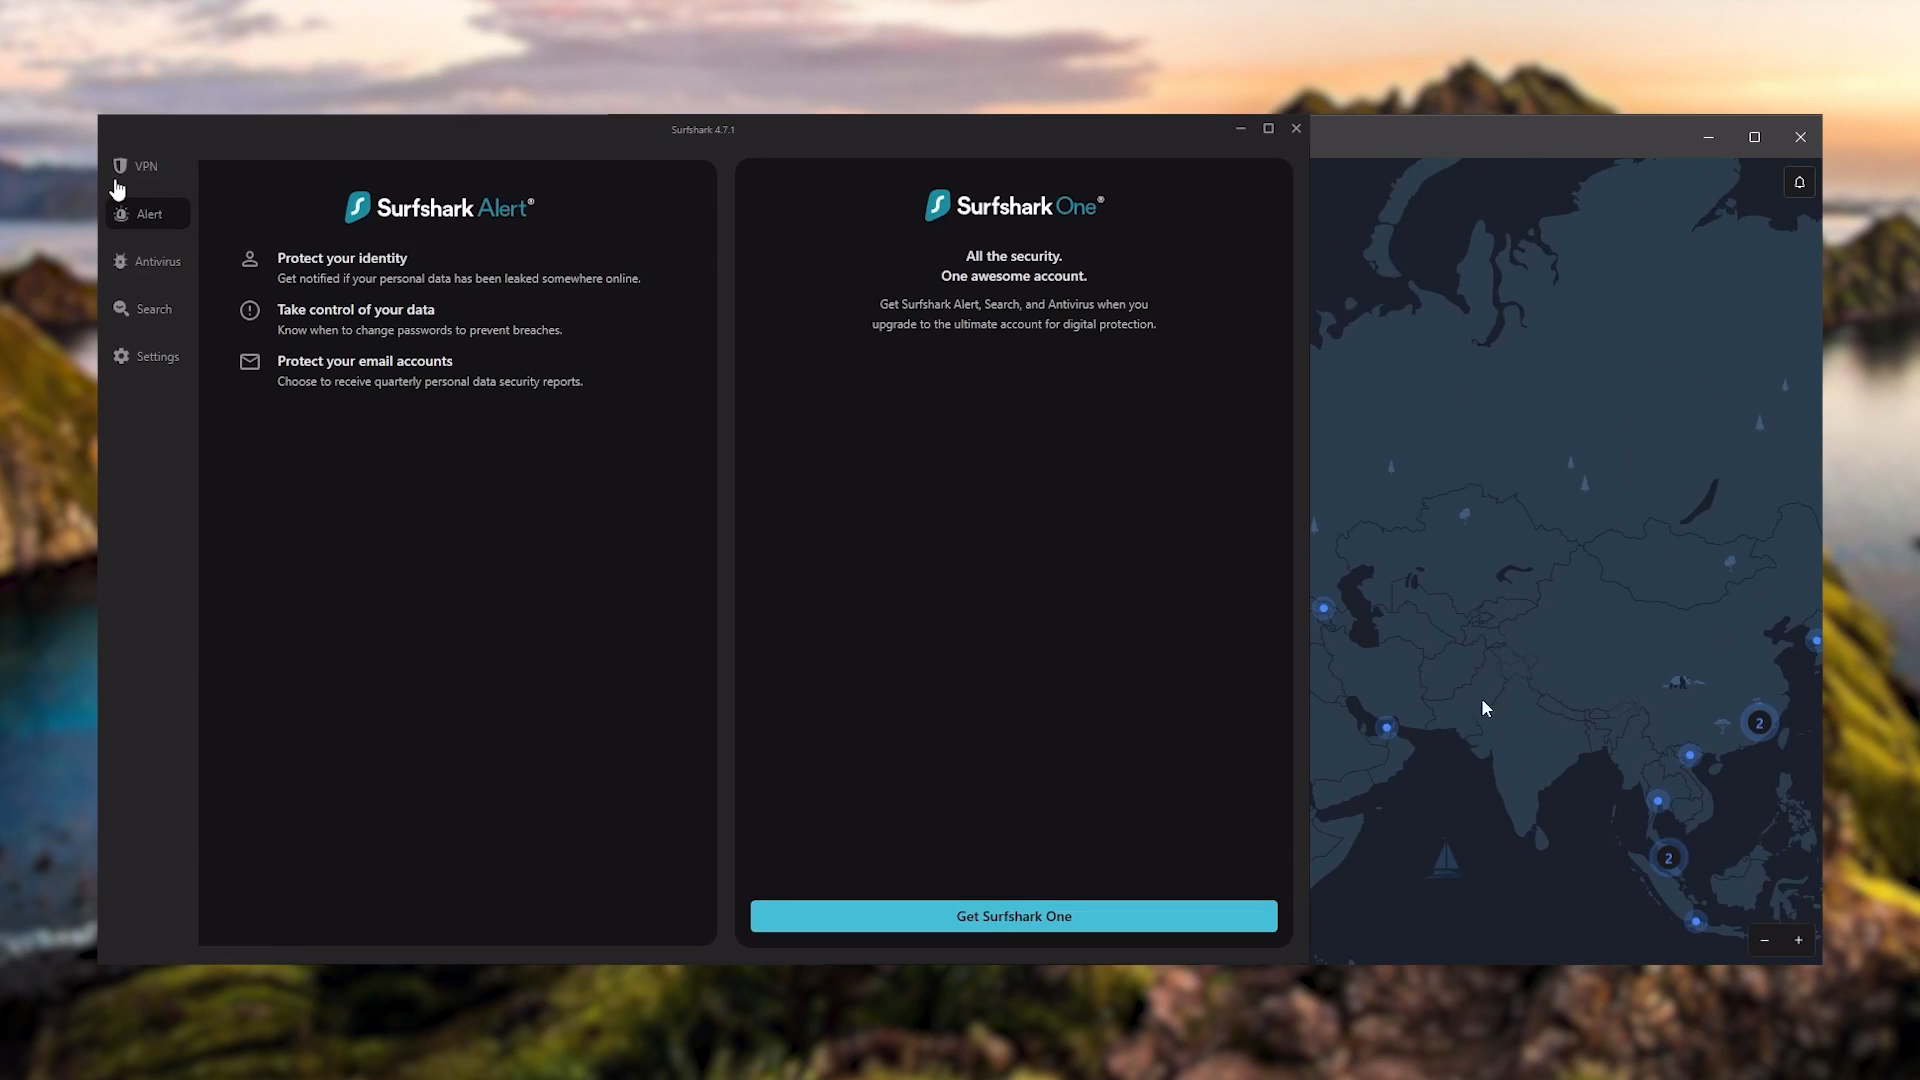 Surfshark 4.7.1
VPN
Alert
Antivirus
Search
Settings
Surfshark Alert®
Protect your identity
Get notified if your personal data has been leaked somewhere online.
Take control of your data
Know when to change passwords to prevent breaches.
Protect your email accounts
Choose to receive quarterly personal data security reports.
Surfshark One®
All the security.
One awesome account.
Get Surfshark Alert, Search, and Antivirus when you
upgrade to the ultimate account for digital protection.
Get Surfshark One
2
2